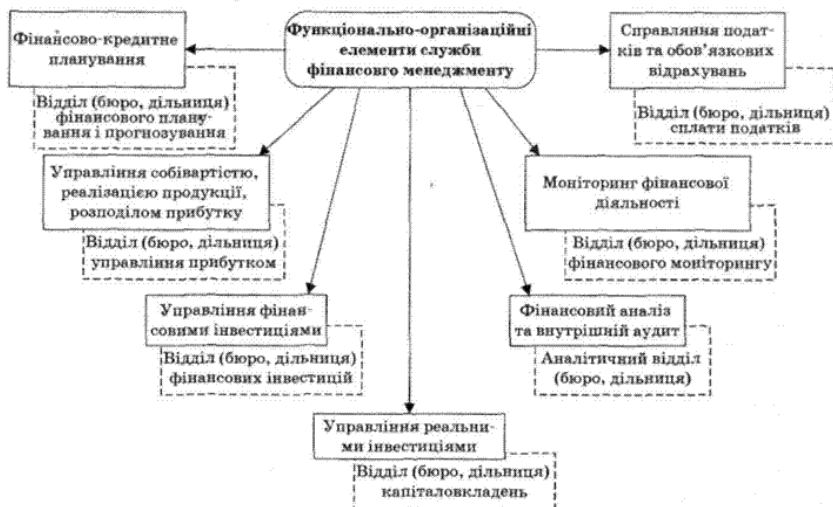 Функціонально-організаційні
елементи служби
фінансовго менеджменту
Фінансово-кредитне
планування
Відділ (бюро, дільниця)
фінансового плану-
вання і прогнозування
Справляння подат-
ків та обов’язкових
відрахувань
Відділ (бюро, дільниця)
сплати податків
Управління собівартістю,
реалізацією продукції,
розподілом прибутку
Відділ (бюро, дільниця)
управління прибутком
Моніторинг фінансової
діяльності
Відділ (бюро, дільниця)
фінансового моніторингу
Управління фінан-
совими інвестиціями
Відділ (бюро, дільниця)
фінансових інвестицій
Фінансовий аналіз
та внутрішній аудит
Аналітичний відділ
(бюро, дільниця)
Управління реальни-
ми інвестиціями
Відділ (бюро, дільниця)
капіталовкладень